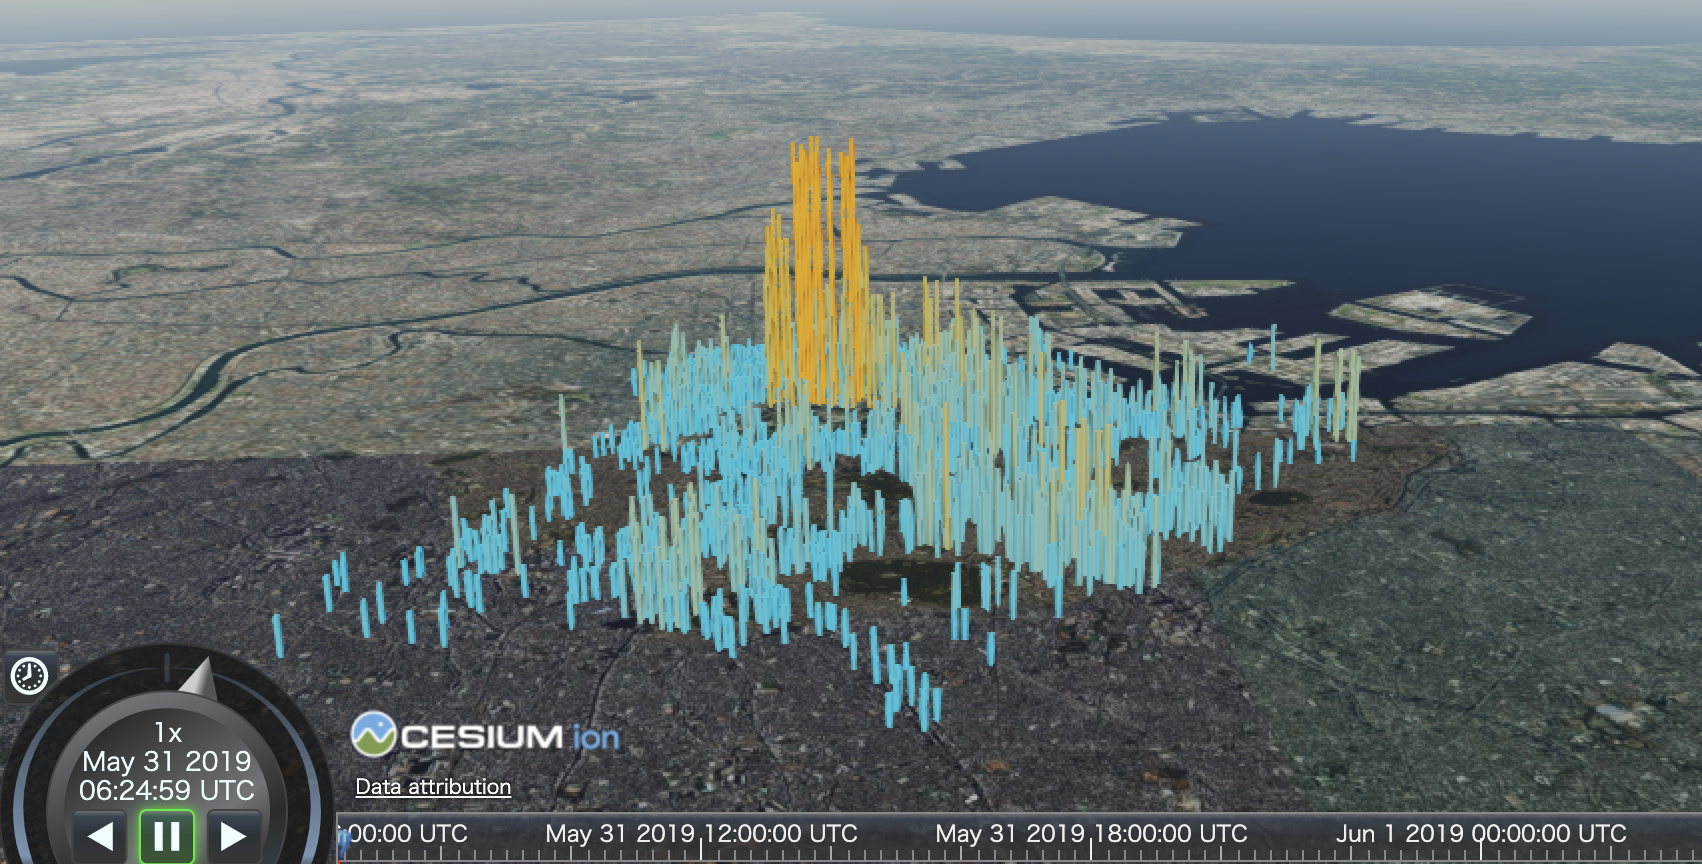 1x
May 31 2019
06:24:59 UTC
CESIUM ion
Data attribution
:00:00 UTC
May 31 2019 12:00:00 UTC
May 31 2019 18:00:00 UTC
Jun 1 2019 00:00:00 UTC